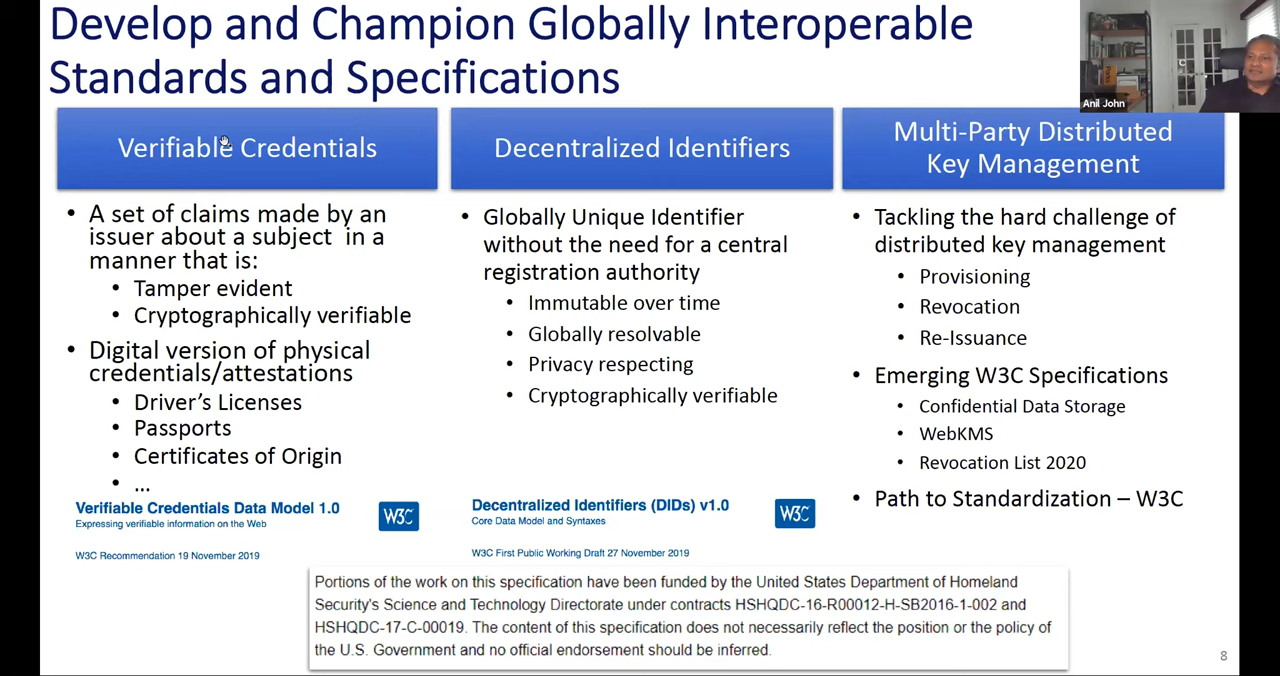 Develop and Champion Globally Interoperable
Standards and Specifications
Anil John
Verifiable Credentials
• A set of claims made by an
issuer about a subject in a
manner that is:
• Tamper evident
• Cryptographically verifiable
• Digital version of physical
credentials/attestations
• Driver’s Licenses
• Passports
• Certificates of Origin
• ...
Verifiable Credentials Data Model 1.0
Expressing verifiable information on the Web
W3C Recommendation 19 November 2019
W3C
Decentralized Identifiers
• Globally Unique Identifier
without the need for a central
registration authority
• Immutable over time
• Globally resolvable
• Privacy respecting
• Cryptographically verifiable
Decentralized Identifiers (DIDs) v1.0
Core Data Model and Syntaxes
W3C First Public Working Draft 27 November 2019
W3C
Multi-Party Distributed
Key Management
• Tackling the hard challenge of
distributed key management
• Provisioning
• Revocation
• Re-Issuance
• Emerging W3C Specifications
• Confidential Data Storage
• WebKMS
• Revocation List 2020
• Path to Standardization – W3C
Portions of the work on this specification have been funded by the United States Department of Homeland
Security's Science and Technology Directorate under contracts HSHQDC-16-R00012-H-SB2016-1-002 and
HSHQDC-17-C-00019. The content of this specification does not necessarily reflect the position or the policy of
the U.S. Government and no official endorsement should be inferred.
8